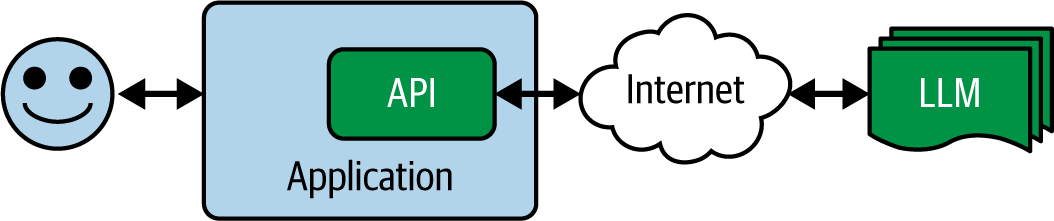 API
Application
Internet
LLM